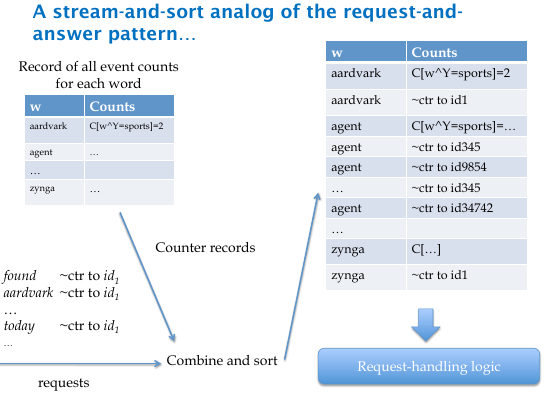 A stream-and-sort analog of the request-and-
answer pattern…
Record of all event counts
for each word
w Counts
aardvark C[w^Y=sports]=2
agent …
…
zynga …
Counter records
found ~ctr to id1
aardvark ~ctr to id1
…
today ~ctr to id1
…
requests
Combine and sort
w Counts
aardvark C[w^Y=sports]=2
aardvark ~ctr to id1
agent C[w^Y=sports]=…
agent ~ctr to id345
agent ~ctr to id9854
… ~ctr to id345
agent ~ctr to id34742
…
zynga C[…]
zynga ~ctr to id1
Request-handling logic